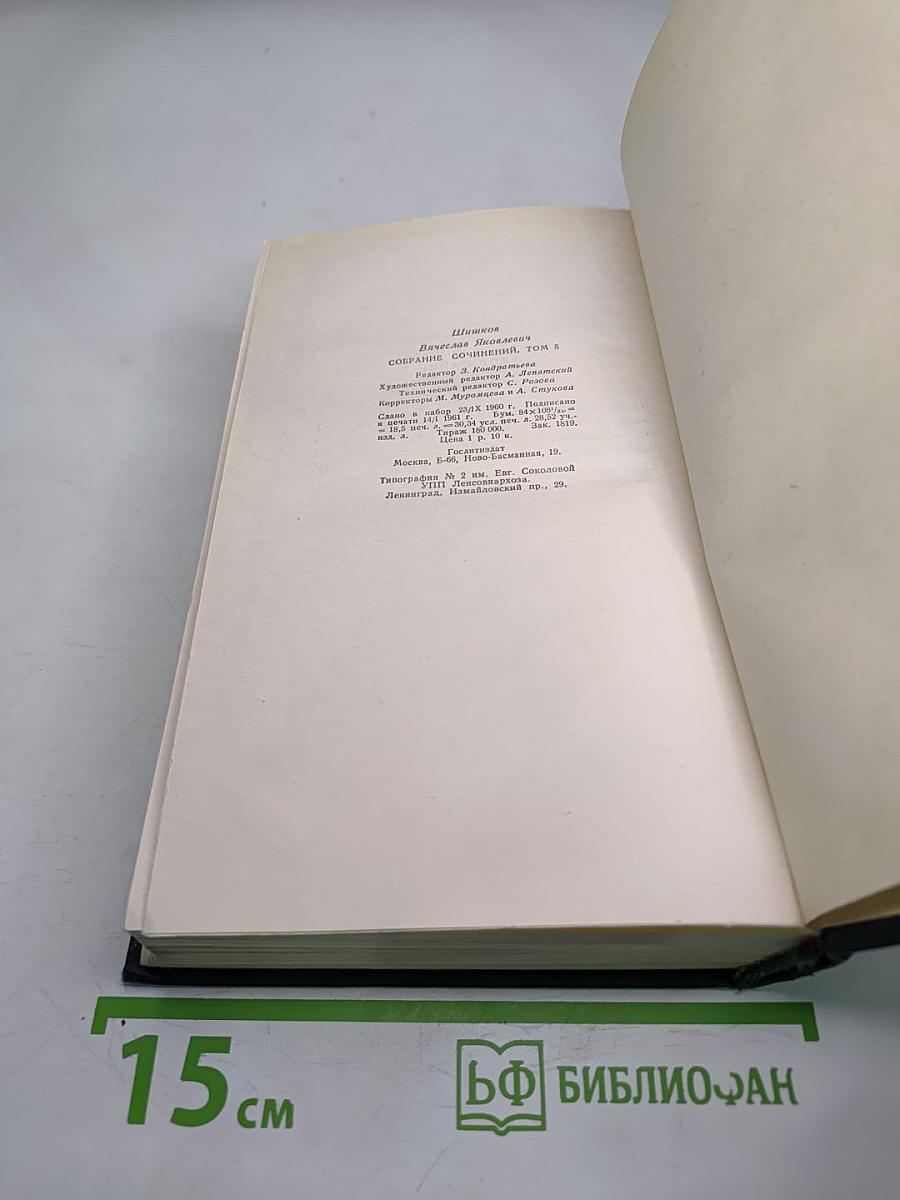 Шишков
Вячеслав Яковлевич
СОБРАНИЕ СОЧИНЕНИЙ, ТОМ 5
Редактор З. Кондратьева
Художественный редактор А. Лепятский
Технический редактор С. Розова
Корректоры М. Муромцева и А. Стукова
Сдано в набор 23/IX 1960 г. Подписано
к печати 14/I 1961 г. Бум. 84×108¹/₃₂=
= 18,5 печ. л.=30,34 усл. печ. л. 28,52 уч.-
изд. л. Тираж 180 000. Зак. 1819.
Цена 1 р. 10 к.
Гослитиздат
Москва, Б-66, Ново-Басманная, 19.
Типография № 2 им. Евг. Соколовой
УПП Ленсовнархоза.
Ленинград, Измайловский пр., 29.
15 см
БФ БИБЛИОФАН